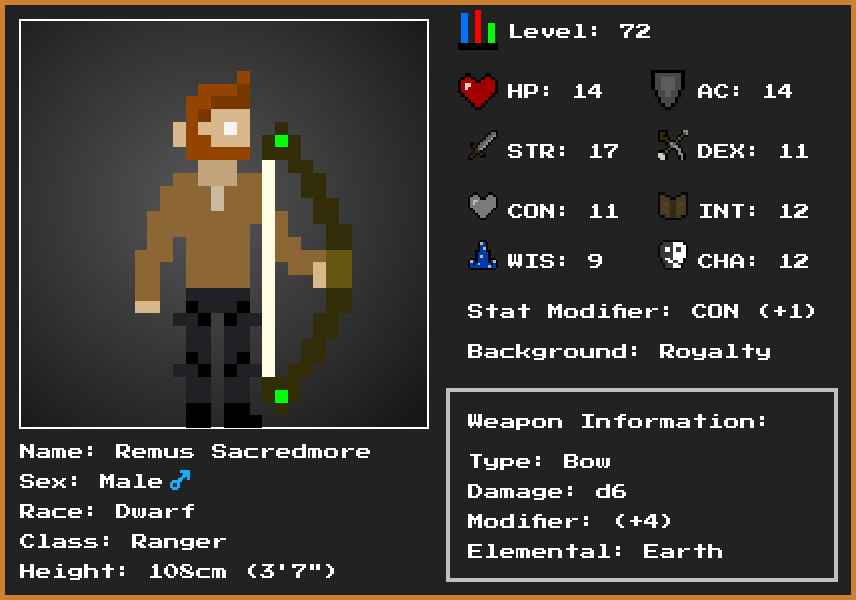 Level: 72
HP: 14
AC: 14
STR: 17
DEX: 11
CON: 11
INT: 12
WIS: 9
CHA: 12
Stat Modifier: CON (+1)
Background: Royalty
Weapon Information:
Type: Bow
Damage: d6
Modifier: (+4)
Elemental: Earth
Name: Remus Sacredmore
Sex: Male ♂
Race: Dwarf
Class: Ranger
Height: 108cm (3'7")